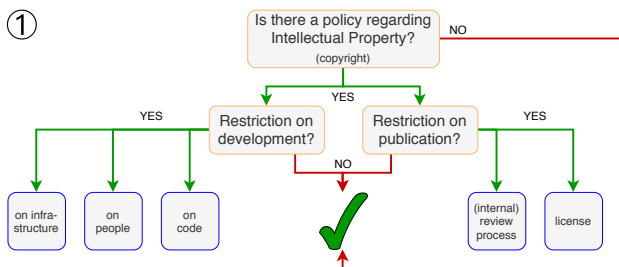 ①
Is there a policy regarding
Intellectual Property?
(copyright)
NO
YES
YES
Restriction on
development?
Restriction on
publication?
YES
NO
on infra-
structure
on
people
on
code
(internal)
review
process
license